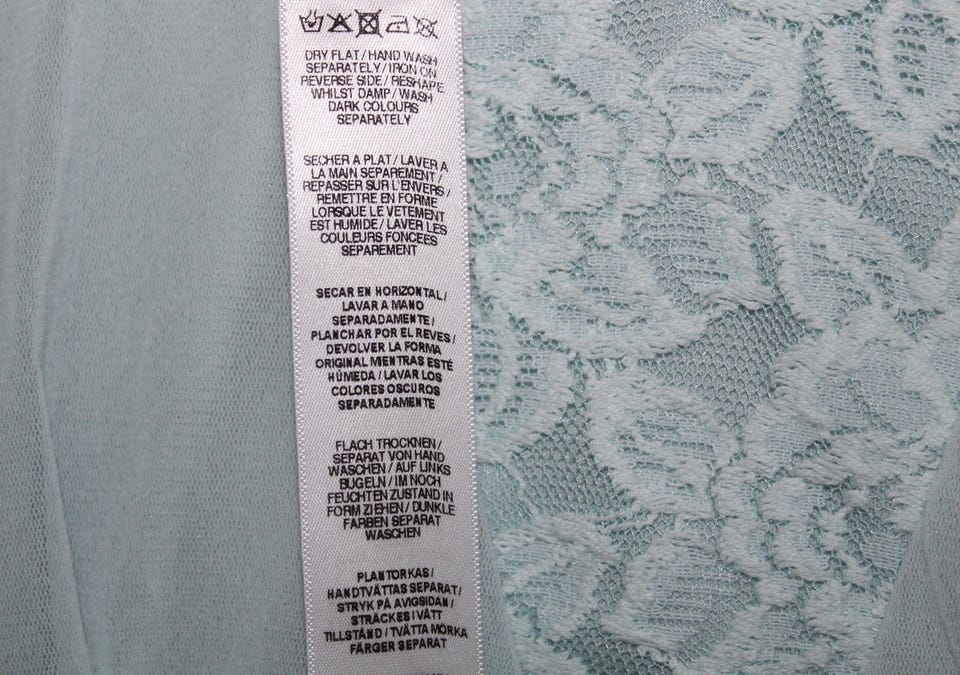 DRY FLAT / HAND WASH
SEPARATELY / IRON ON
REVERSE SIDE / RESHAPE
WHILST DAMP / WASH
DARK COLOURS
SEPARATELY
SECHER A PLAT / LAVER A
LA MAIN SEPAREMENT /
REPASSER SUR L'ENVERS /
REMETTRE EN FORME
LORSQUE LE VETEMENT
EST HUMIDE / LAVER LES
COULEURS FONCEES
SEPAREMENT
SECAR EN HORIZONTAL /
LAVAR A MANO
SEPARADAMENTE /
PLANCHAR POR EL REVES /
DEVOLVER LA FORMA
ORIGINAL MIENTRAS ESTÉ
HÚMEDA / LAVAR LOS
COLORES OSCUROS
SEPARADAMENTE
FLACH TROCKNEN /
SEPARAT VON HAND
WASCHEN / AUF LINKS
BUGELN / IM NOCH
FEUCHTEN ZUSTAND IN
FORM ZIEHEN / DUNKLE
FARBEN SEPARAT
WASCHEN
PLANTORKAS /
HANDTVÄTTAS SEPARAT /
STRYK PÅ AVIGSIDAN /
STRÄCKES I VÅTT
TILLSTÅND / TVÄTTA MÖRKA
FÄRGER SEPARAT